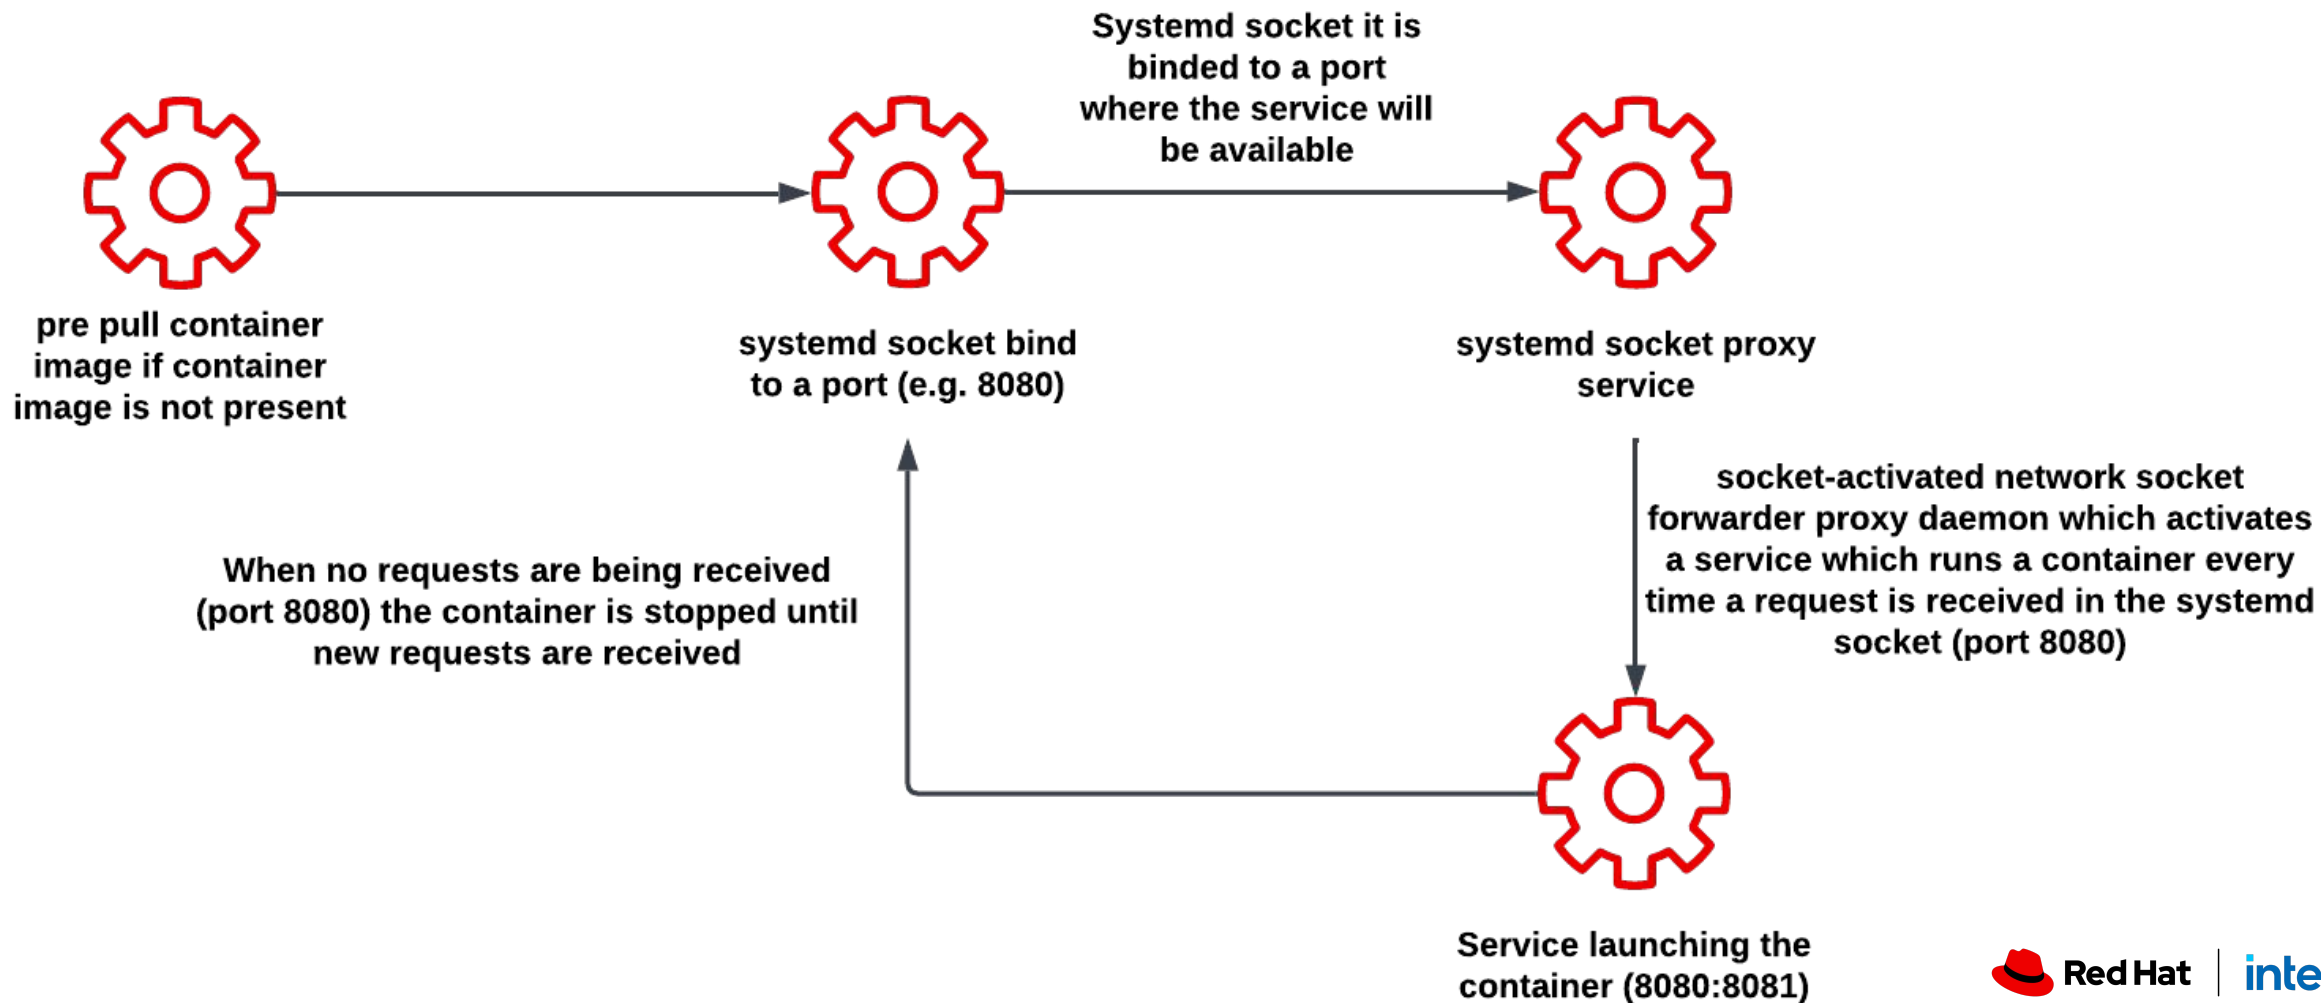 Systemd socket it is
binded to a port
where the service will
be available
pre pull container
image if container
image is not present
systemd socket bind
to a port (e.g. 8080)
systemd socket proxy
service
socket-activated network socket
forwarder proxy daemon which activates
a service which runs a container every
time a request is received in the systemd
socket (port 8080)
When no requests are being received
(port 8080) the container is stopped until
new requests are received
Service launching the
container (8080:8081)
Red Hat
inte